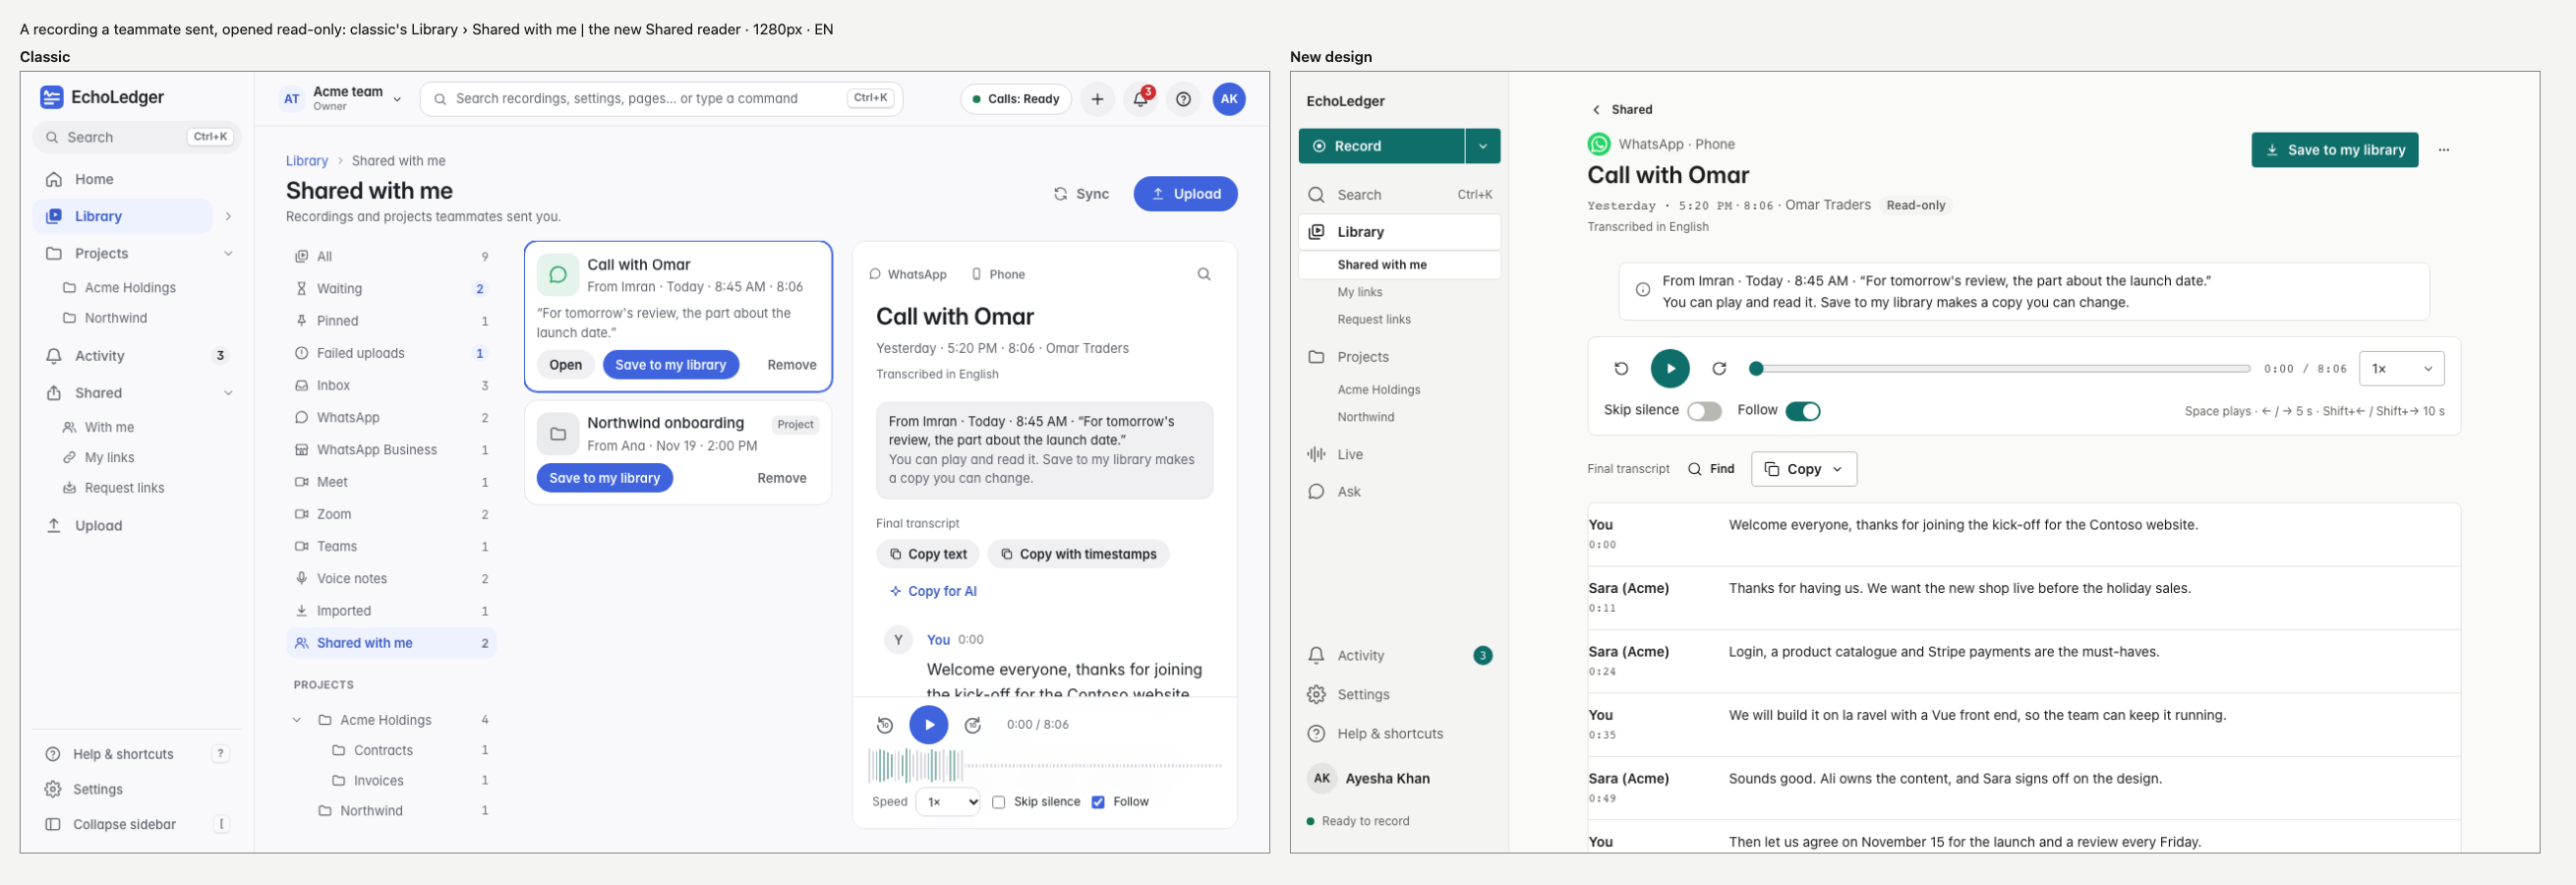 A recording a teammate sent, opened read-only: classic's Library › Shared with me | the new Shared reader · 1280px · EN
Classic
EchoLedger
Search Ctrl+K
Home
Library
Projects
Acme Holdings
Northwind
Activity 3
Shared
With me
My links
Request links
Upload
Help & shortcuts ?
Settings
Collapse sidebar [
AT Acme team
Owner
Search recordings, settings, pages... or type a command Ctrl+K
Calls: Ready
3
AK
Library › Shared with me
Shared with me
Recordings and projects teammates sent you.
Sync
Upload
All 9
Waiting 2
Pinned 1
Failed uploads 1
Inbox 3
WhatsApp 2
WhatsApp Business 1
Meet 1
Zoom 2
Teams 1
Voice notes 2
Imported 1
Shared with me 2
PROJECTS
Acme Holdings 4
Contracts 1
Invoices 1
Northwind 1
Call with Omar
From Imran · Today · 8:45 AM · 8:06
“For tomorrow's review, the part about the
launch date.”
Open Save to my library Remove
Northwind onboarding Project
From Ana · Nov 19 · 2:00 PM
Save to my library Remove
WhatsApp Phone
Call with Omar
Yesterday · 5:20 PM · 8:06 · Omar Traders
Transcribed in English
From Imran · Today · 8:45 AM · “For tomorrow's
review, the part about the launch date.”
You can play and read it. Save to my library makes
a copy you can change.
Final transcript
Copy text Copy with timestamps
Copy for AI
Y You 0:00
Welcome everyone, thanks for joining
the kick-off for the Contoso website.
10 10 0:00 / 8:06
Speed 1× Skip silence Follow
New design
EchoLedger
Record
Search Ctrl+K
Library
Shared with me
My links
Request links
Projects
Acme Holdings
Northwind
Live
Ask
Activity 3
Settings
Help & shortcuts
AK Ayesha Khan
Ready to record
Shared
WhatsApp · Phone
Call with Omar
Yesterday · 5:20 PM · 8:06 · Omar Traders Read-only
Transcribed in English
Save to my library ...
From Imran · Today · 8:45 AM · “For tomorrow's review, the part about the launch date.”
You can play and read it. Save to my library makes a copy you can change.
0:00 / 8:06 1×
Skip silence Follow Space plays · ← / → 5 s · Shift+← / Shift+→ 10 s
Final transcript Find Copy
You Welcome everyone, thanks for joining the kick-off for the Contoso website.
0:00
Sara (Acme) Thanks for having us. We want the new shop live before the holiday sales.
0:11
Sara (Acme) Login, a product catalogue and Stripe payments are the must-haves.
0:24
You We will build it on la ravel with a Vue front end, so the team can keep it running.
0:35
Sara (Acme) Sounds good. Ali owns the content, and Sara signs off on the design.
0:49
You Then let us agree on November 15 for the launch and a review every Friday.